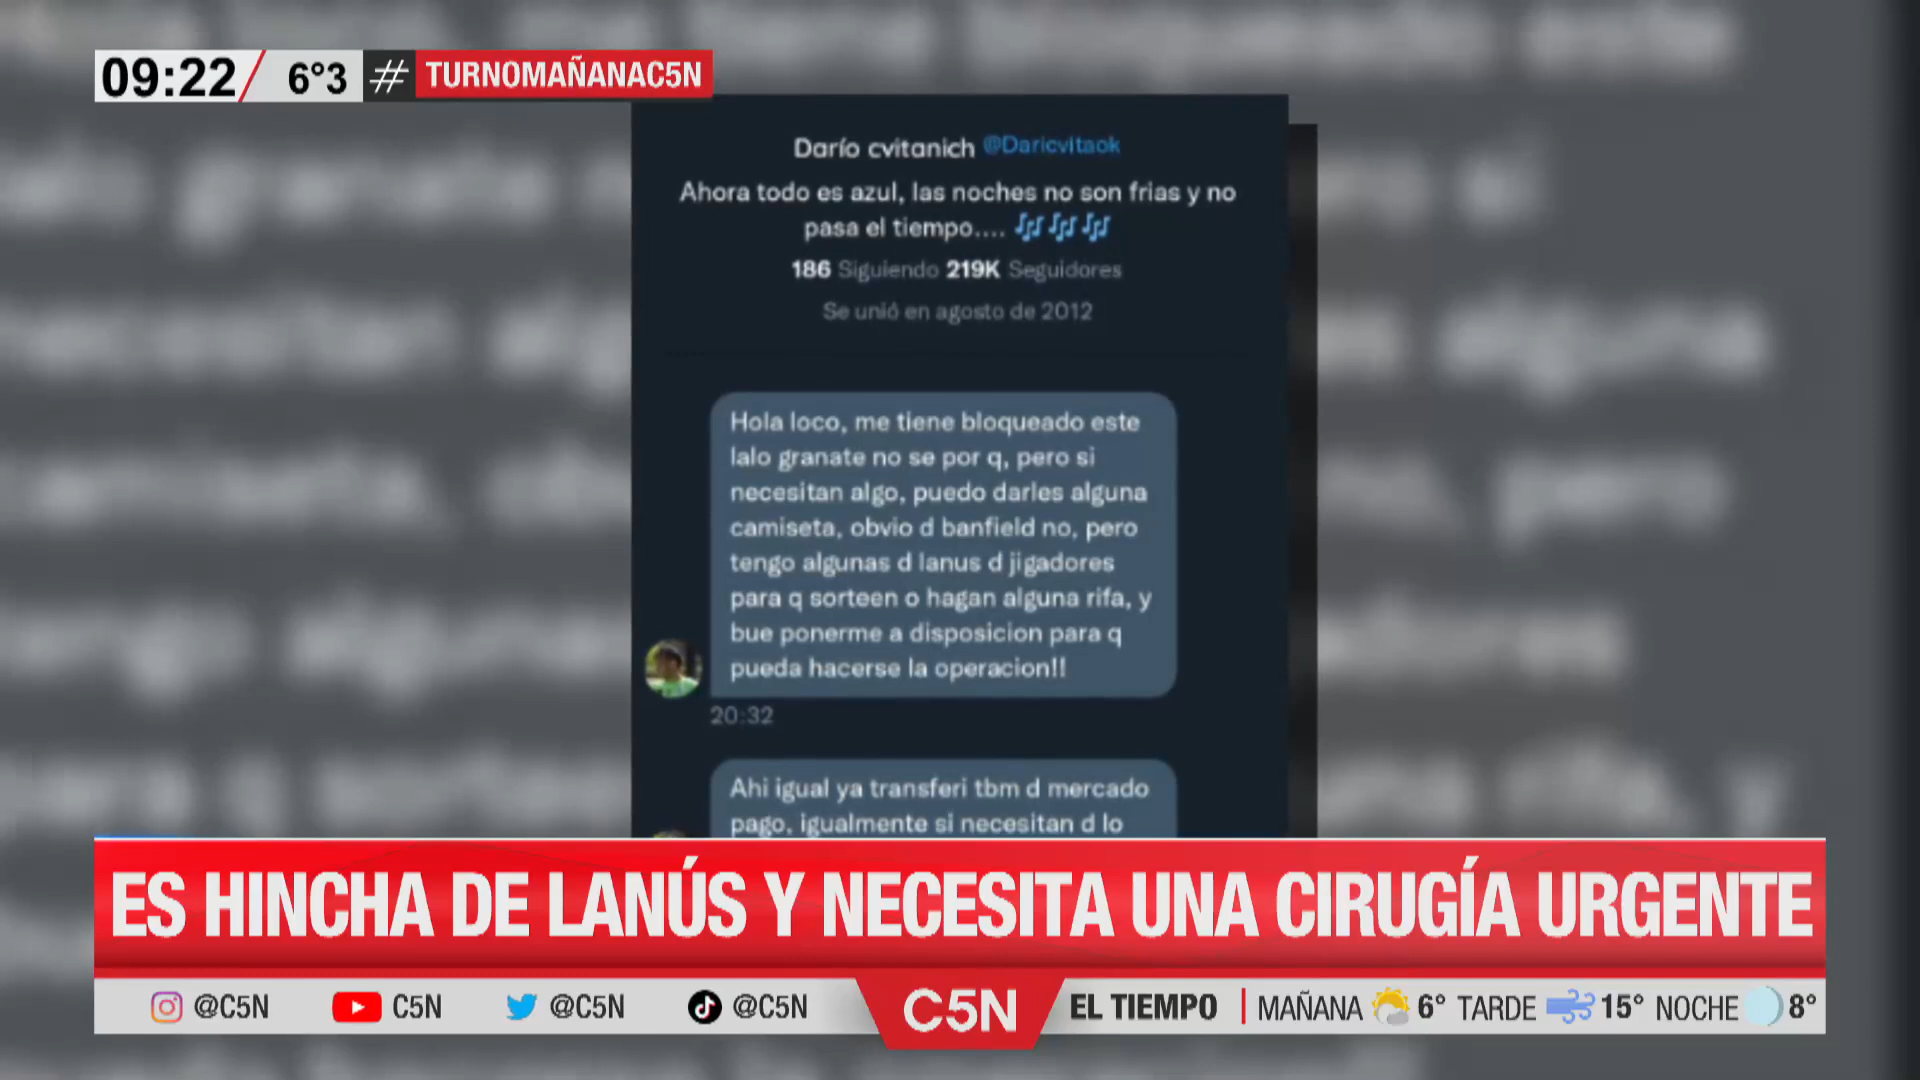 09:22 6°3 # TURNOMAÑANAC5N
Darío cvitanich @Daricvitaok
Ahora todo es azul, las noches no son frias y no
pasa el tiempo....
186 Siguiendo 219K Seguidores
Se unió en agosto de 2012
Hola loco, me tiene bloqueado este
lalo granate no se por q, pero si
necesitan algo, puedo darles alguna
camiseta, obvio d banfield no, pero
tengo algunas d lanus d jigadores
para q sorteen o hagan alguna rifa, y
bue ponerme a disposicion para q
pueda hacerse la operacion!!
20:32
Ahi igual ya transferi tbm d mercado
pago, igualmente si necesitan d lo
ES HINCHA DE LANÚS Y NECESITA UNA CIRUGÍA URGENTE
@C5N C5N @C5N @C5N C5N EL TIEMPO MAÑANA 6° TARDE 15° NOCHE 8°